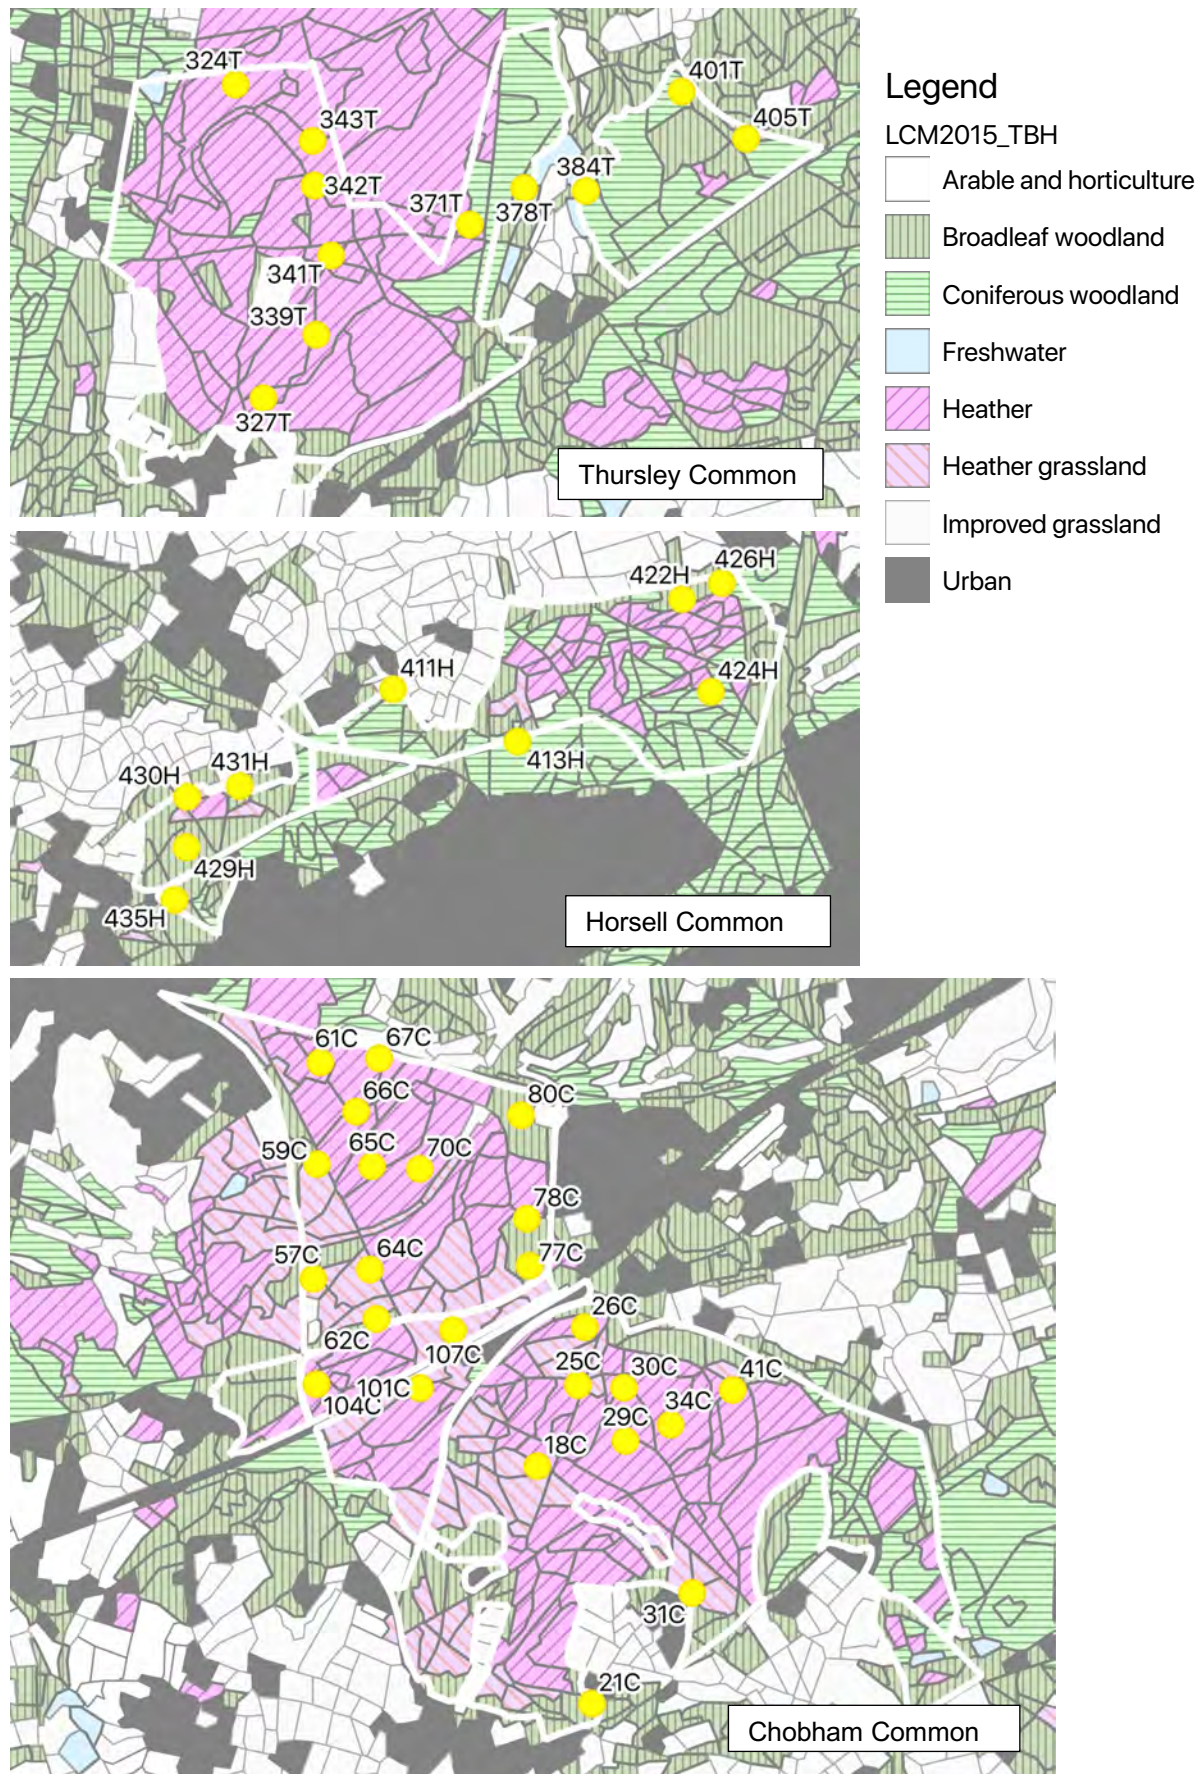 324T
343T
342T
371T
378T
384T
401T
405T
341T
339T
327T
Thursley Common
Legend
LCM2015_TBH
Arable and horticulture
Broadleaf woodland
Coniferous woodland
Freshwater
Heather
Heather grassland
Improved grassland
Urban
422H
426H
411H
424H
413H
430H
431H
429H
435H
Horsell Common
61C
67C
66C
80C
59C
65C
70C
78C
57C
64C
77C
62C
107C
26C
104C
101C
25C
30C
41C
34C
29C
18C
31C
21C
Chobham Common